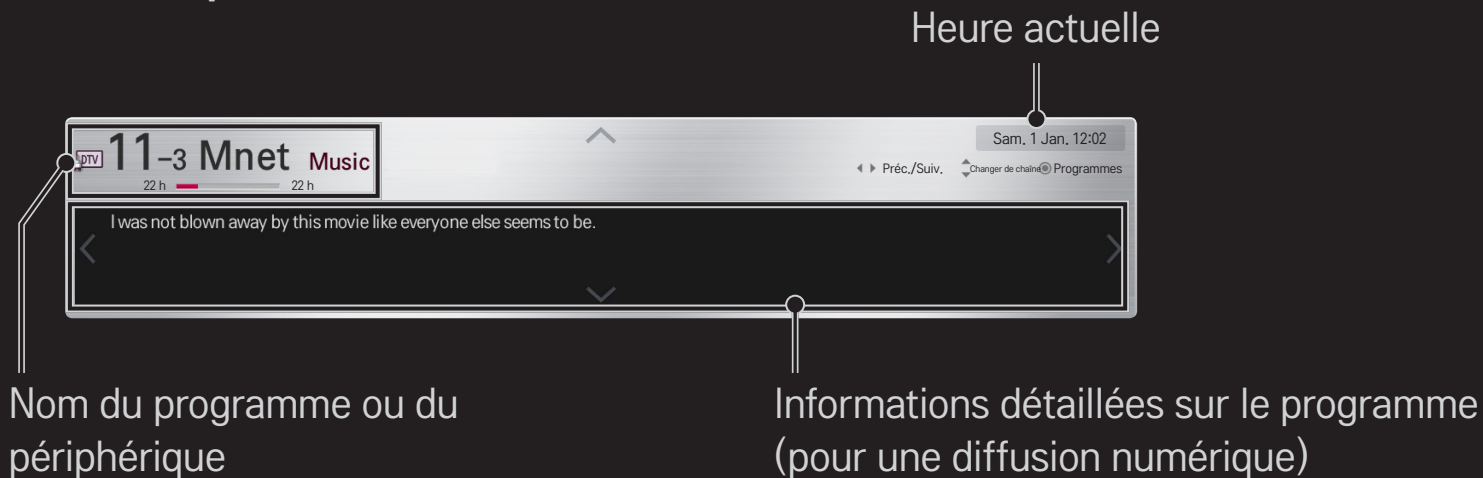 Heure actuelle
Sam. 1 Jan. 12:02
DTV 11-3 Mnet Music
Préc./Suiv. Changer de chaîne Programmes
22 h 22 h
I was not blown away by this movie like everyone else seems to be.
Nom du programme ou du
périphérique
Informations détaillées sur le programme
(pour une diffusion numérique)